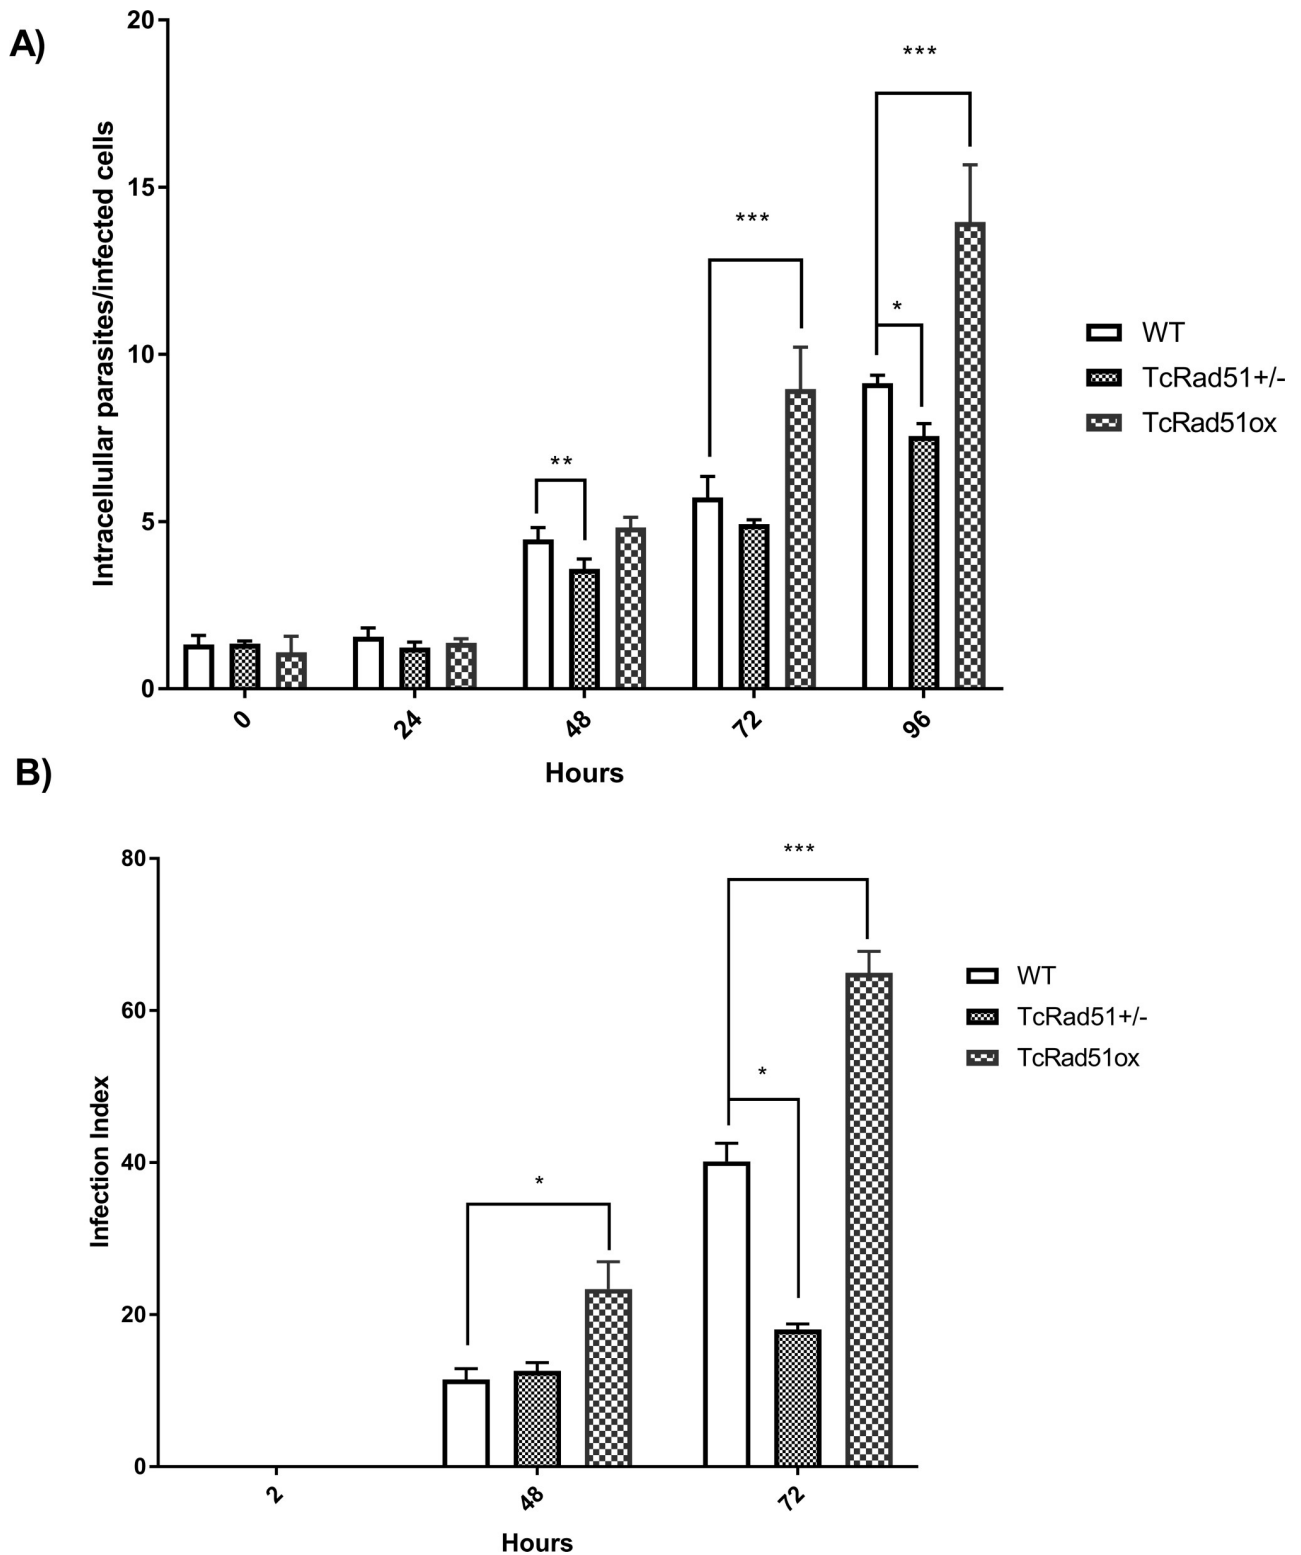 A)
20
15
10
5
0
Intracellular parasites/infected cells
***
***
*
**
WT
TcRad51+/-
TcRad51ox
0
24
48
72
96
Hours
B)
80
60
40
20
0
Infection Index
***
*
*
WT
TcRad51+/-
TcRad51ox
2
48
72
Hours